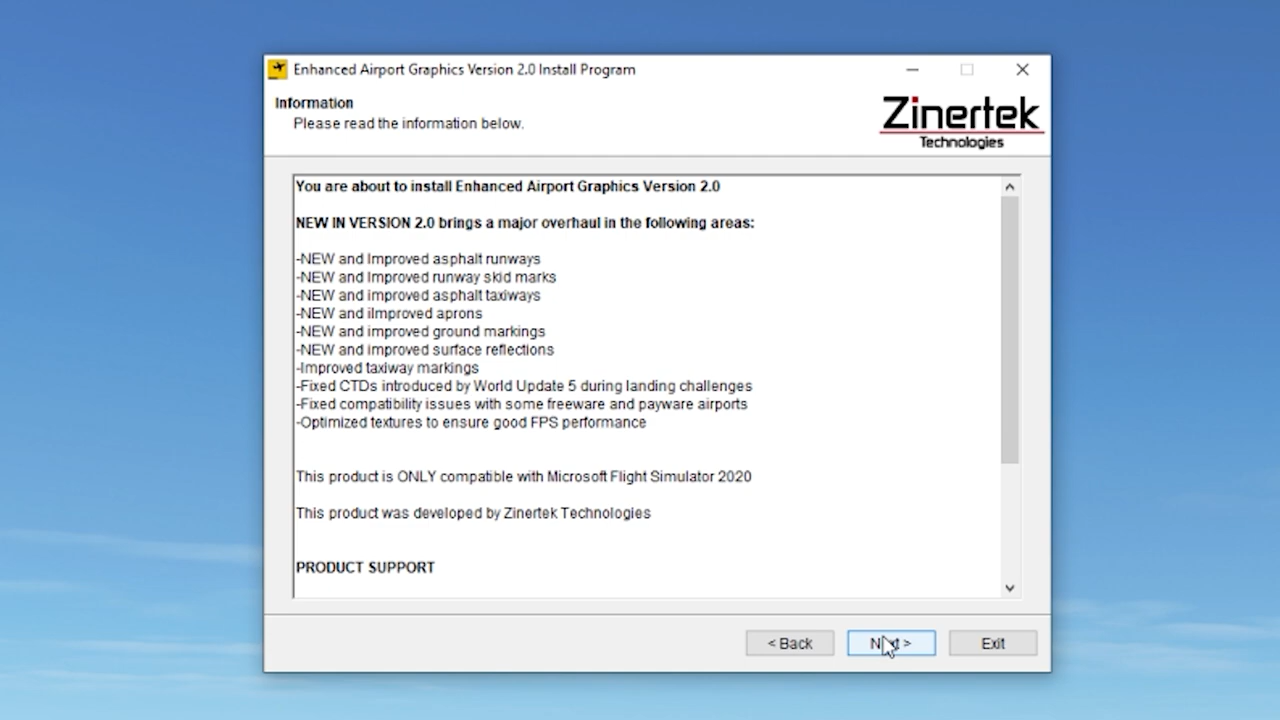 Enhanced Airport Graphics Version 2.0 Install Program
Information
Please read the information below.
Zinertek
Technologies
You are about to install Enhanced Airport Graphics Version 2.0
NEW IN VERSION 2.0 brings a major overhaul in the following areas:
-NEW and Improved asphalt runways
-NEW and Improved runway skid marks
-NEW and improved asphalt taxiways
-NEW and iImproved aprons
-NEW and improved ground markings
-NEW and improved surface reflections
-Improved taxiway markings
-Fixed CTDs introduced by World Update 5 during landing challenges
-Fixed compatibility issues with some freeware and payware airports
-Optimized textures to ensure good FPS performance
This product is ONLY compatible with Microsoft Flight Simulator 2020
This product was developed by Zinertek Technologies
PRODUCT SUPPORT
< Back
Next >
Exit